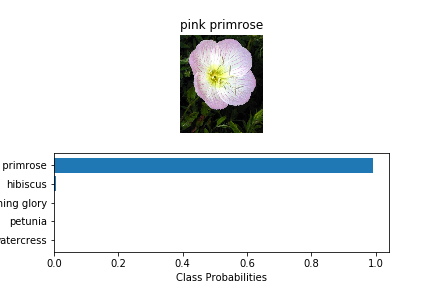 pink primrose
primrose
hibiscus
ning glory
petunia
watercress
0.0 0.2 0.4 0.6 0.8 1.0
Class Probabilities